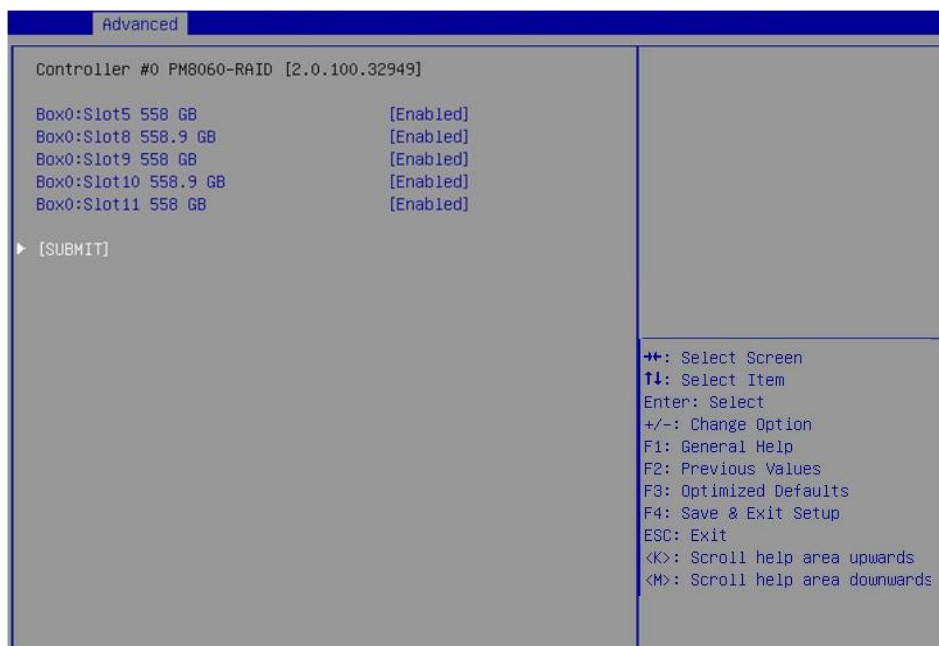 Advanced
Controller #0 PM8060-RAID [2.0.100.32949]
Box0:Slot5 558 GB [Enabled]
Box0:Slot8 558.9 GB [Enabled]
Box0:Slot9 558 GB [Enabled]
Box0:Slot10 558.9 GB [Enabled]
Box0:Slot11 558 GB [Enabled]
[SUBMIT]
→←: Select Screen
↑↓: Select Item
Enter: Select
+/-: Change Option
F1: General Help
F2: Previous Values
F3: Optimized Defaults
F4: Save & Exit Setup
ESC: Exit
<K>: Scroll help area upwards
<M>: Scroll help area downwards